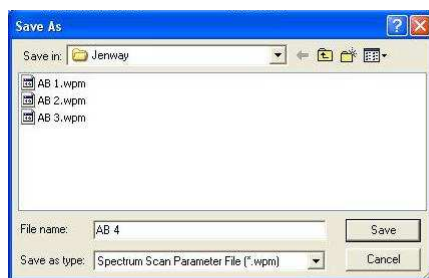 Save As
Save in: Jenway
AB 1.wpm
AB 2.wpm
AB 3.wpm
File name: AB 4 Save
Save as type: Spectrum Scan Parameter File (*.wpm) Cancel